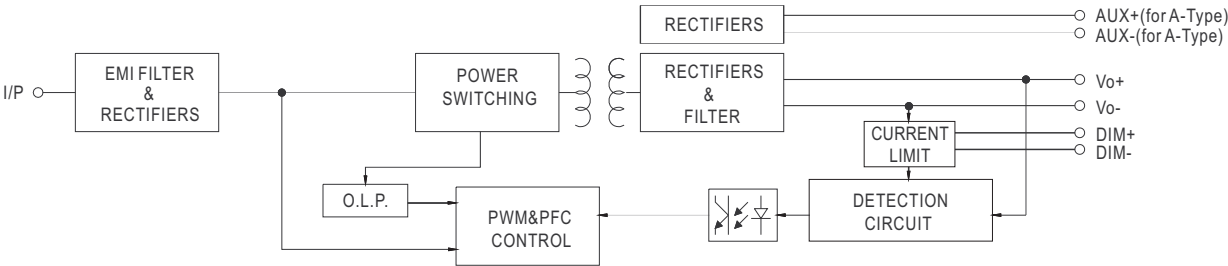 RECTIFIERS
AUX+(for A-Type)
AUX-(for A-Type)
I/P
EMI FILTER
&
RECTIFIERS
POWER
SWITCHING
RECTIFIERS
&
FILTER
Vo+
Vo-
CURRENT
LIMIT
DIM+
DIM-
O.L.P.
PWM&PFC
CONTROL
DETECTION
CIRCUIT